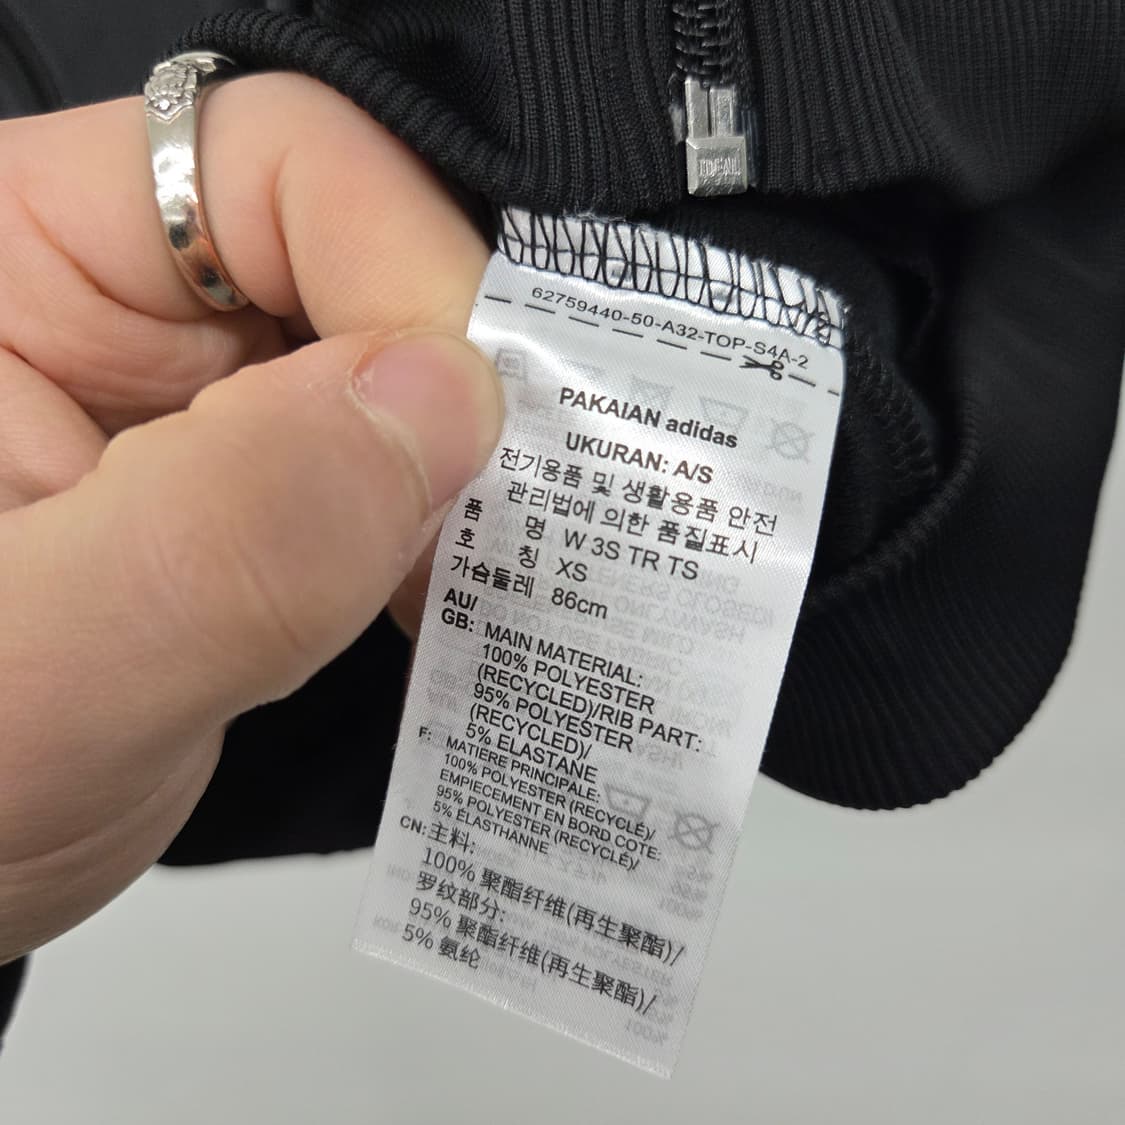 IDEAL
62759440-50-A32-TOP-S4A-2
PAKAIAN adidas
UKURAN: A/S
전기용품 및 생활용품 안전
관리법에 의한 품질표시
품 명 W 3S TR TS
호 칭 XS
가슴둘레 86cm
AU/
GB: MAIN MATERIAL:
100% POLYESTER
(RECYCLED)/RIB PART:
95% POLYESTER
(RECYCLED)/
5% ELASTANE
F: MATIÈRE PRINCIPALE:
100% POLYESTER (RECYCLÉ)/
EMPIECEMENT EN BORD COTE:
95% POLYESTER (RECYCLÉ)/
5% ÉLASTHANNE
CN: 主料:
100% 聚酯纤维(再生聚酯)/
罗纹部分:
95% 聚酯纤维(再生聚酯)/
5% 氨纶